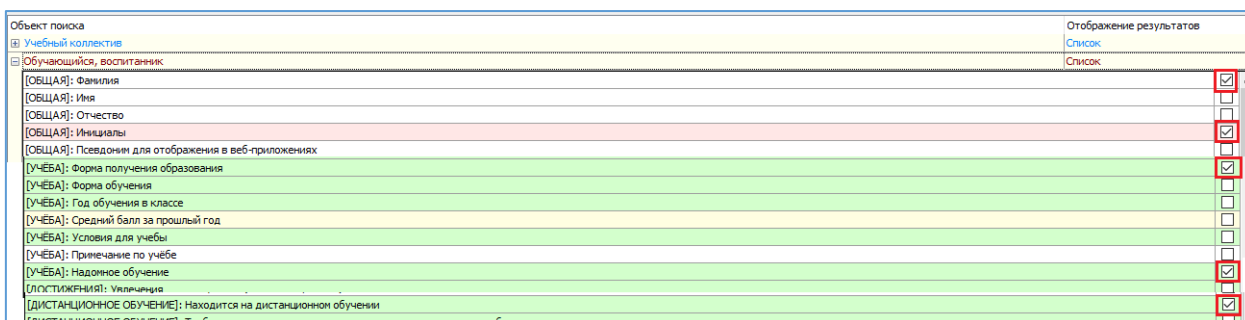 Объект поиска Отображение результатов
Учебный коллектив Список
Обучающийся, воспитанник Список
[ОБЩАЯ]: Фамилия
[ОБЩАЯ]: Имя
[ОБЩАЯ]: Отчество
[ОБЩАЯ]: Инициалы
[ОБЩАЯ]: Псевдоним для отображения в веб-приложениях
[УЧЁБА]: Форма получения образования
[УЧЁБА]: Форма обучения
[УЧЁБА]: Год обучения в классе
[УЧЁБА]: Средний балл за прошлый год
[УЧЁБА]: Условия для учебы
[УЧЁБА]: Примечание по учёбе
[УЧЁБА]: Надомное обучение
[ДОСТИЖЕНИЯ]: Увлечения
[ДИСТАНЦИОННОЕ ОБУЧЕНИЕ]: Находится на дистанционном обучении
[ДИСТАНЦИОННОЕ ОБУЧЕНИЕ]: